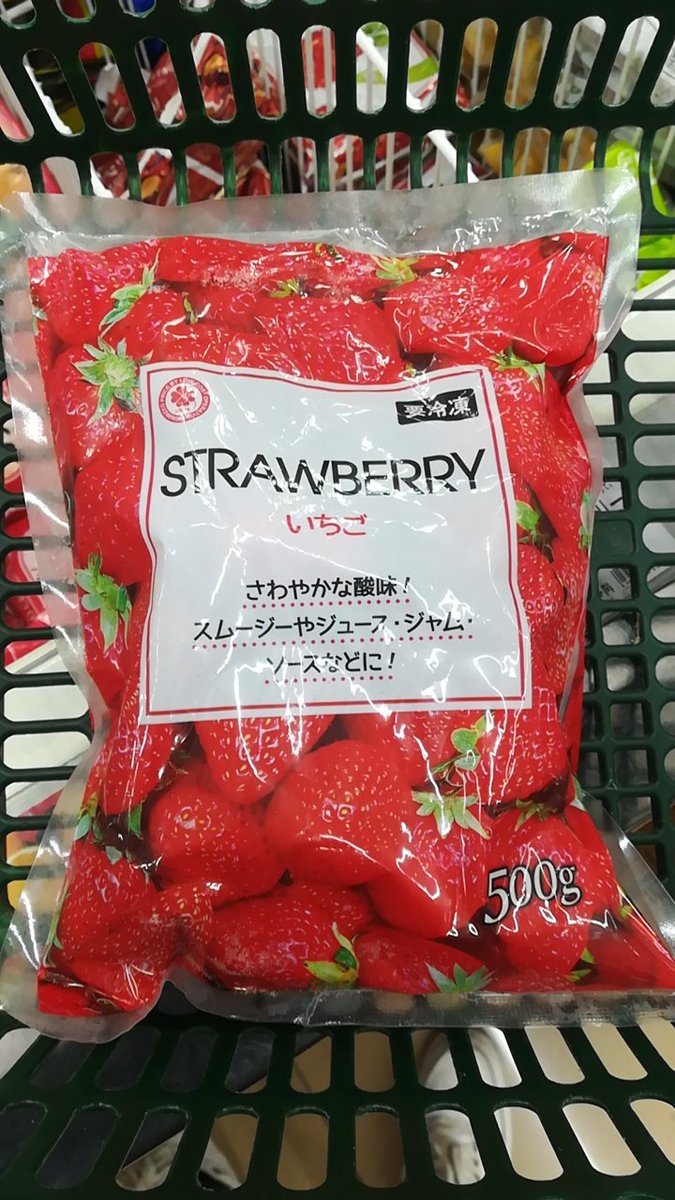 要冷凍
STRAWBERRY
いちご
さわやかな酸味!
スムージーやジュース・ジャム・
ソースなどに!
500g